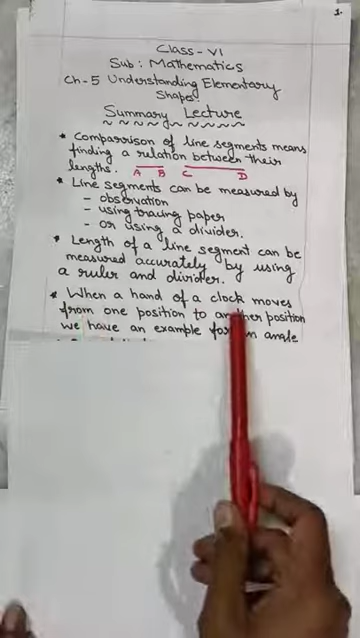 1.
Class - VI
Sub : Mathematics
Ch - 5 Understanding Elementary
Shapes
Summary Lecture
* Comparison of line segments means
finding a relation between their
lengths. A B C D
* Line segments can be measured by
- observation
- using tracing paper
- or using a divider.
* Length of a line segment can be
measured accurately by using
a ruler and divider.
* When a hand of a clock moves
from one position to another position
we have an example for an angle